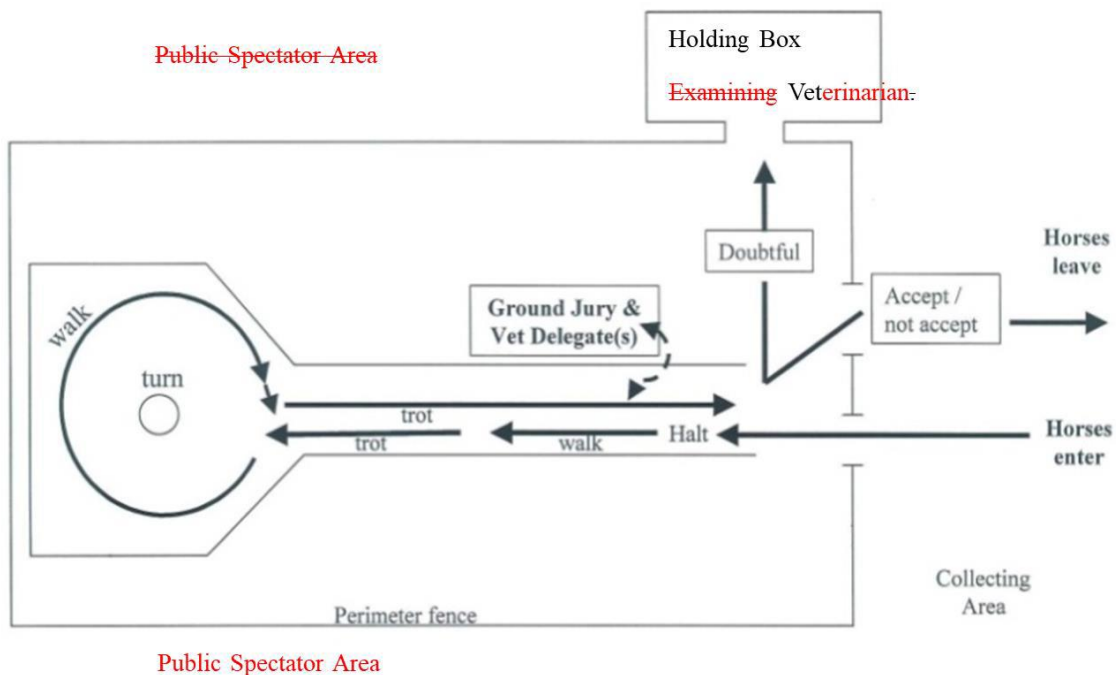 Public Spectator Area
Holding Box
Examining Veterinarian.
Doubtful
Horses
leave
Accept /
not accept
Ground Jury &
Vet Delegate(s)
walk
turn
trot
trot
walk
Halt
Horses
enter
Collecting
Area
Perimeter fence
Public Spectator Area